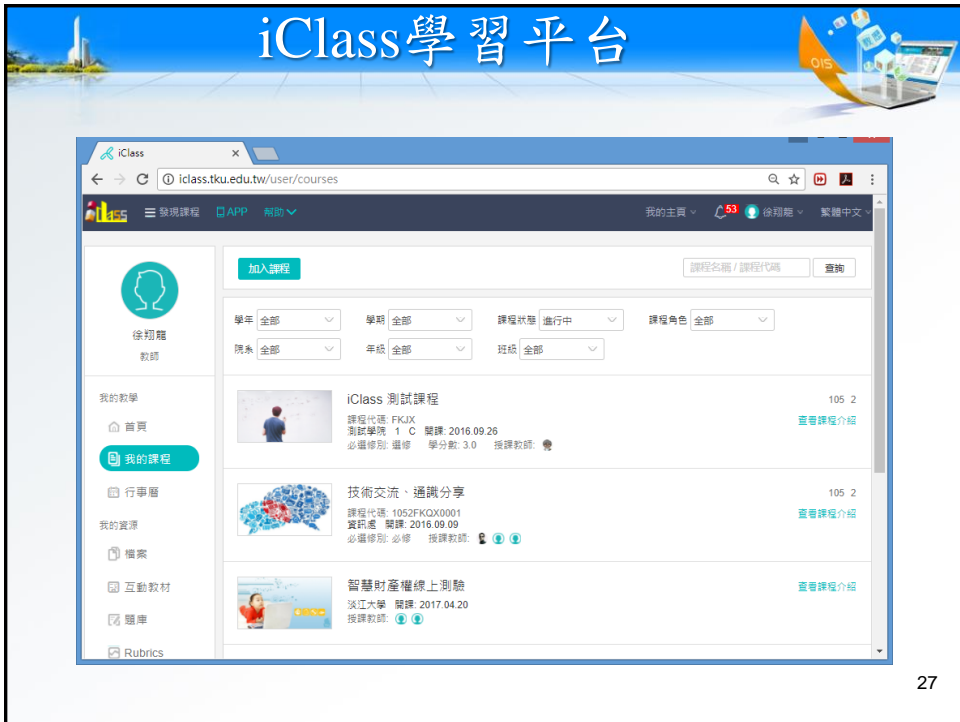 iClass學習平台
OIS
iClass
iclass.tku.edu.tw/user/courses
iClass 發現課程 APP 幫助 我的主頁 53 徐翔龍 繁體中文
徐翔龍
教師
我的教學
首頁
我的課程
行事曆
我的資源
檔案
互動教材
題庫
Rubrics
加入課程 課程名稱 / 課程代碼 查詢
學年 全部 學期 全部 課程狀態 進行中 課程角色 全部
院系 全部 年級 全部 班級 全部
iClass 測試課程 105 2
課程代碼: FKJX 查看課程介紹
測試學院 1 C 開課: 2016.09.26
必選修別: 選修 學分數: 3.0 授課教師:
技術交流、通識分享 105 2
課程代碼: 1052FKQX0001 查看課程介紹
資訊處 開課: 2016.09.09
必選修別: 必修 授課教師:
智慧財產權線上測驗 查看課程介紹
淡江大學 開課: 2017.04.20
授課教師:
27